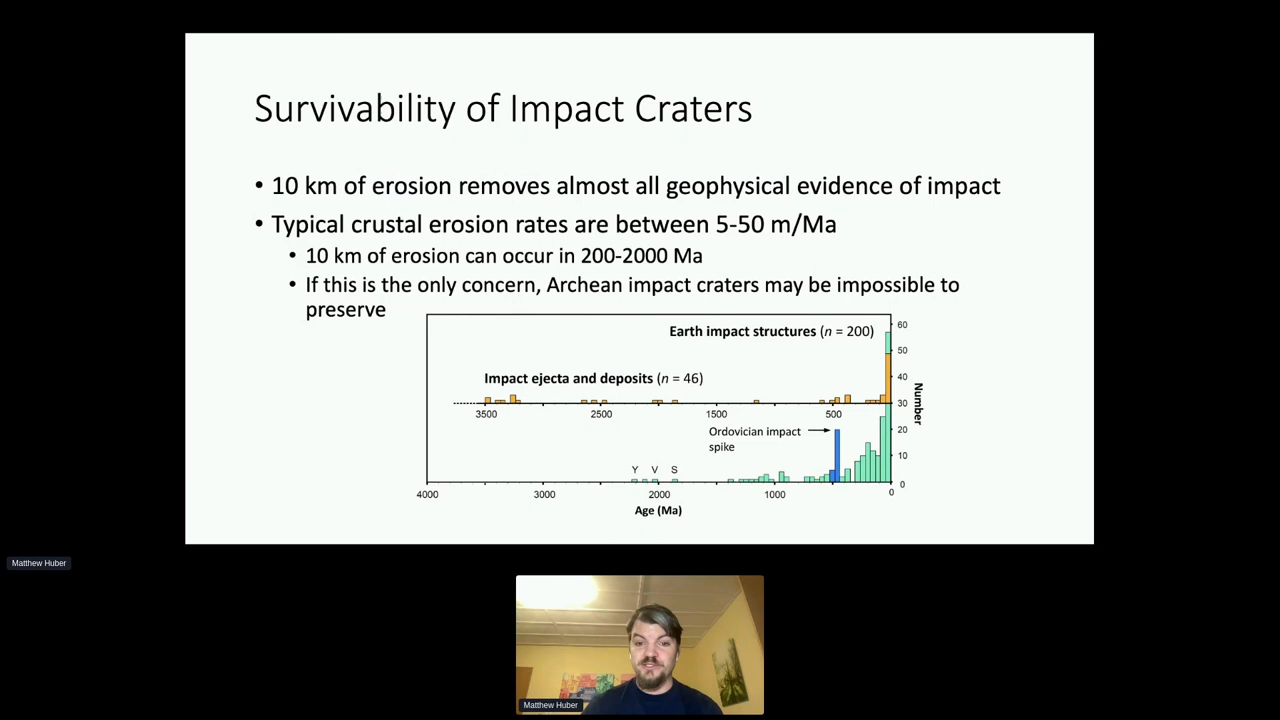 Survivability of Impact Craters
• 10 km of erosion removes almost all geophysical evidence of impact
• Typical crustal erosion rates are between 5-50 m/Ma
• 10 km of erosion can occur in 200-2000 Ma
• If this is the only concern, Archean impact craters may be impossible to
preserve
Earth impact structures (n = 200)
Impact ejecta and deposits (n = 46)
3500 2500 1500 500
Ordovician impact
spike
Y V S
60
50
40
30
20
10
0
Number
4000 3000 2000 1000 0
Age (Ma)
Matthew Huber
Matthew Huber